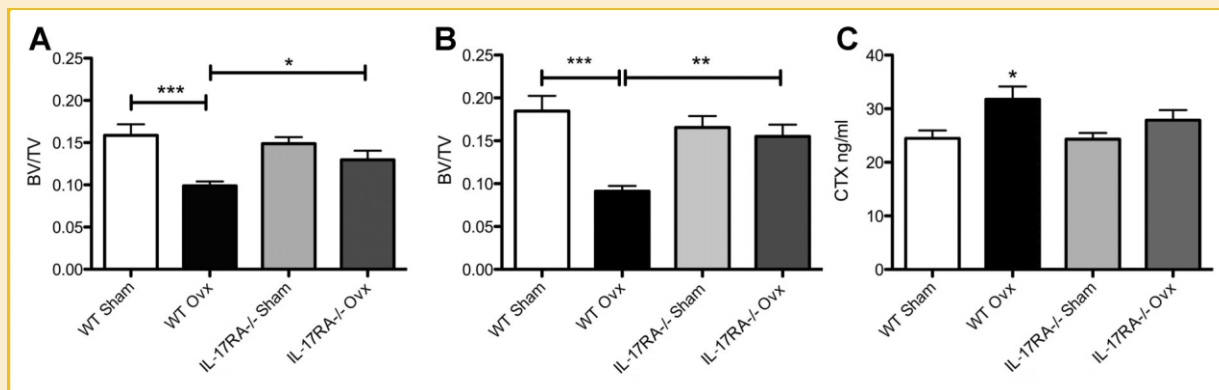 A
BV/TV
0.25
0.20
0.15
0.10
0.05
0.00
***
*
WT Sham
WT Ovx
IL-17RA-/- Sham
IL-17RA-/- Ovx
B
BV/TV
0.25
0.20
0.15
0.10
0.05
0.00
***
**
WT Sham
WT Ovx
IL-17RA-/- Sham
IL-17RA-/- Ovx
C
CTX ng/ml
40
30
20
10
0
*
WT Sham
WT Ovx
IL-17RA-/- Sham
IL-17RA-/- Ovx